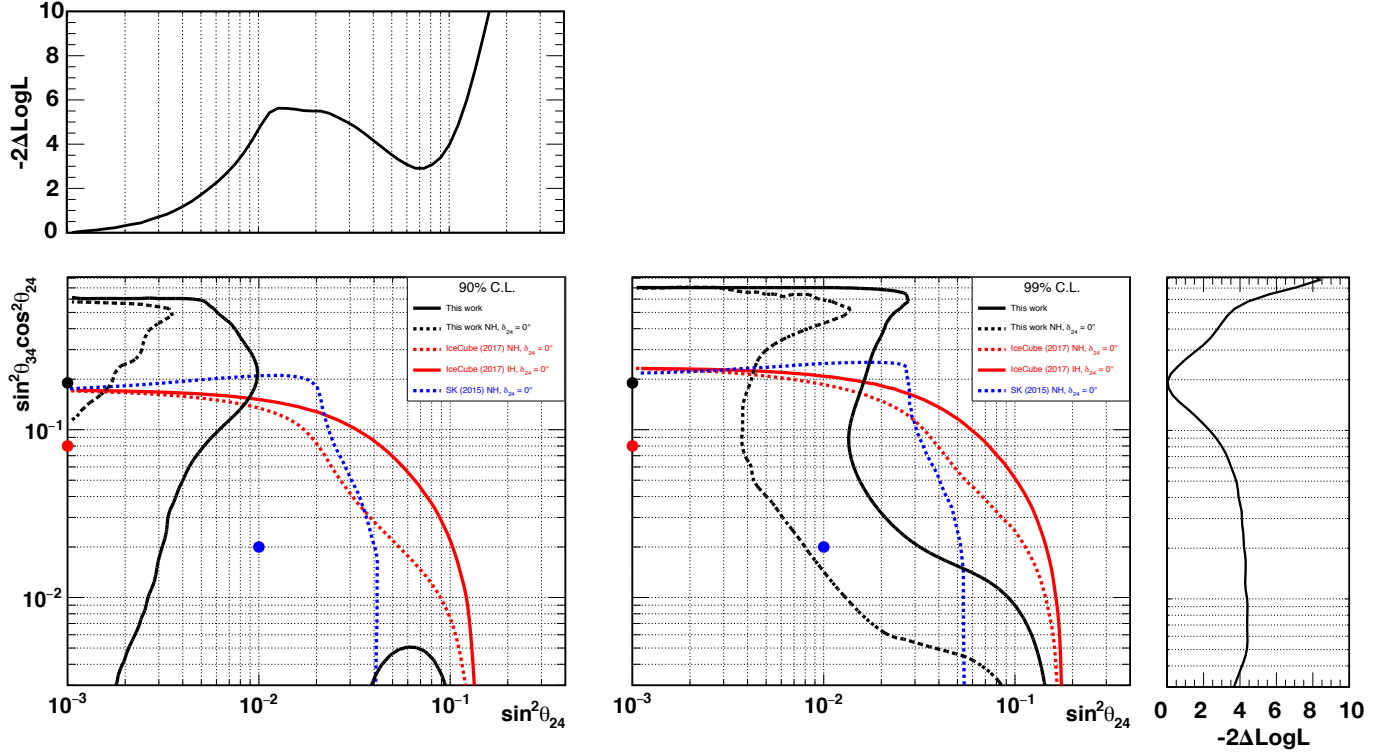 10
8
6
4
2
0
-2ΔLogL
90% C.L.
This work
This work NH, δ24 = 0°
IceCube (2017) NH, δ24 = 0°
IceCube (2017) IH, δ24 = 0°
SK (2015) NH, δ24 = 0°
sin²θ34cos²θ24
10⁻¹
10⁻²
10⁻³ 10⁻² 10⁻¹
sin²θ24
99% C.L.
This work
This work NH, δ24 = 0°
IceCube (2017) NH, δ24 = 0°
IceCube (2017) IH, δ24 = 0°
SK (2015) NH, δ24 = 0°
10⁻³ 10⁻² 10⁻¹
sin²θ24
0 2 4 6 8 10
-2ΔLogL